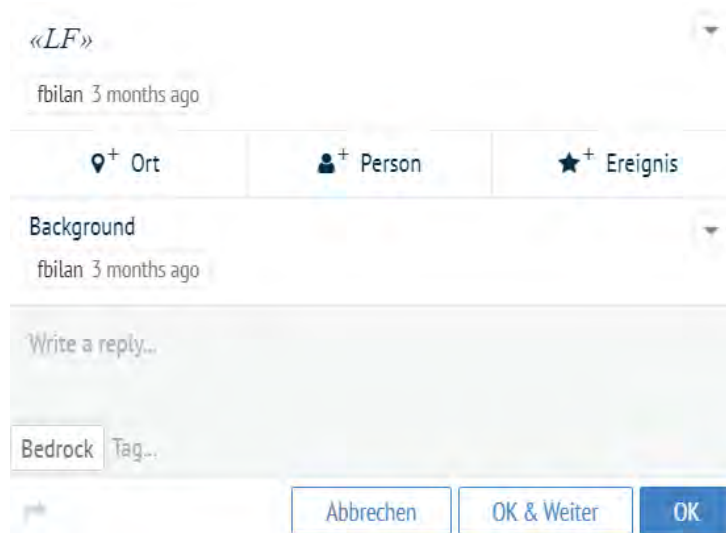 «LF»
fbilan 3 months ago
+ Ort + Person + Ereignis
Background
fbilan 3 months ago
Write a reply...
Bedrock Tag...
Abbrechen OK & Weiter OK